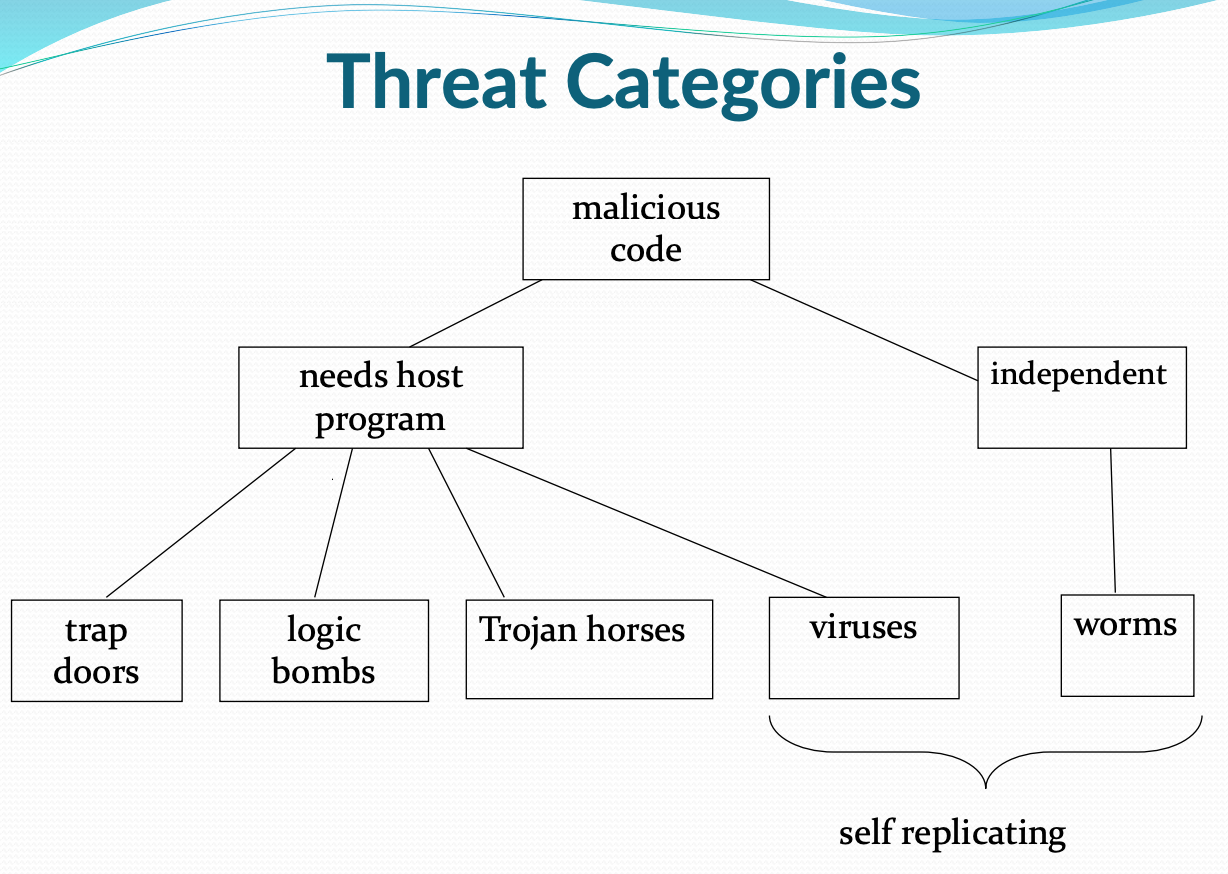 Threat Categories
malicious
code
needs host
program
independent
trap
doors
logic
bombs
Trojan horses
viruses
worms
self replicating